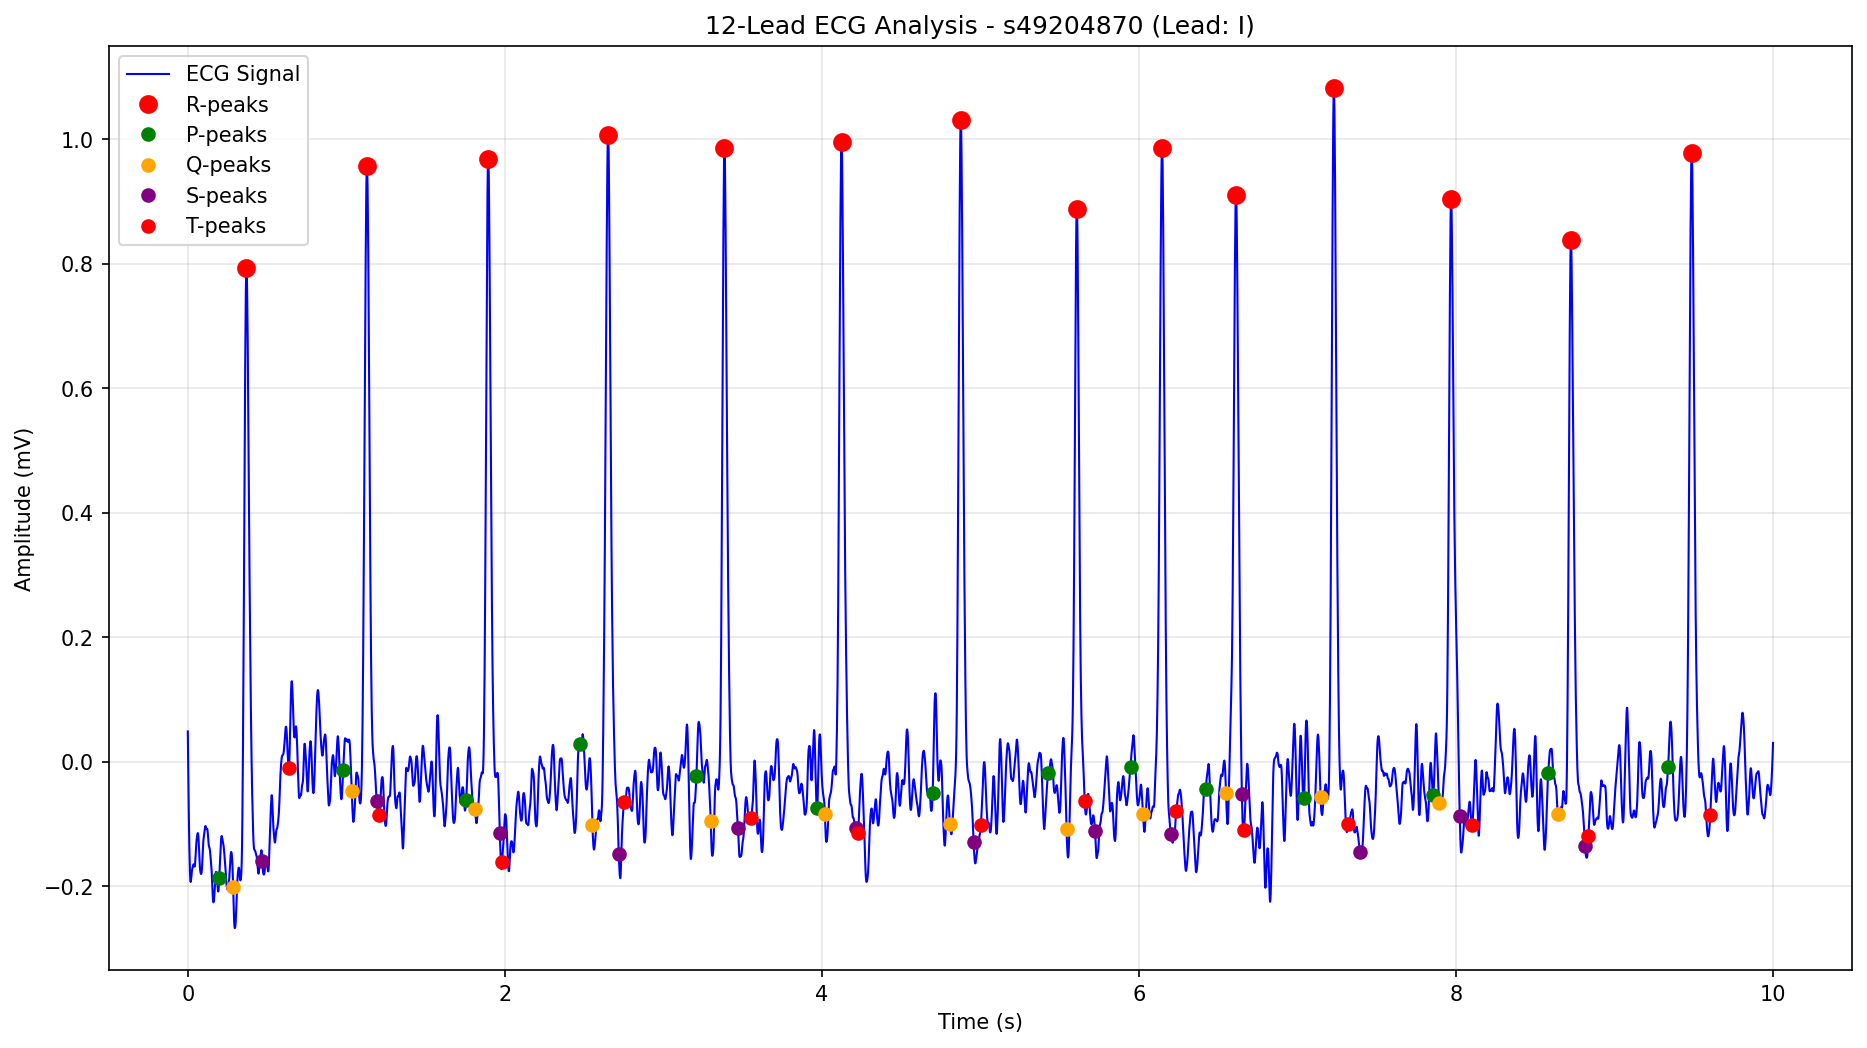 12-Lead ECG Analysis - s49204870 (Lead: I)
ECG Signal
R-peaks
P-peaks
Q-peaks
S-peaks
T-peaks
Amplitude (mV)
1.0
0.8
0.6
0.4
0.2
0.0
−0.2
0 2 4 6 8 10
Time (s)